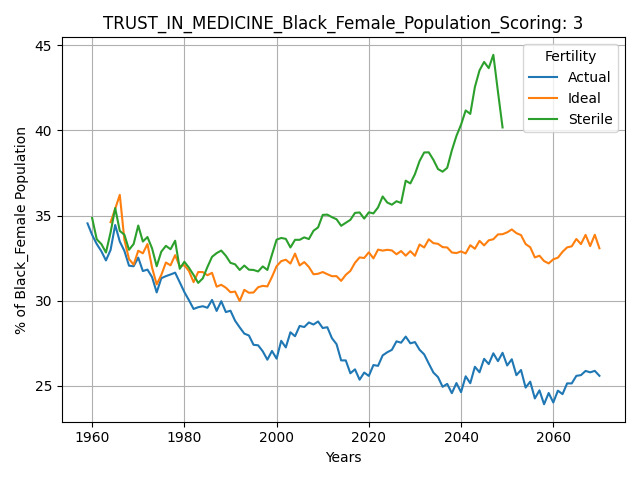 TRUST_IN_MEDICINE_Black_Female_Population_Scoring: 3
45
40
35
30
25
% of Black_Female Population
Fertility
Actual
Ideal
Sterile
1960
1980
2000
2020
2040
2060
Years